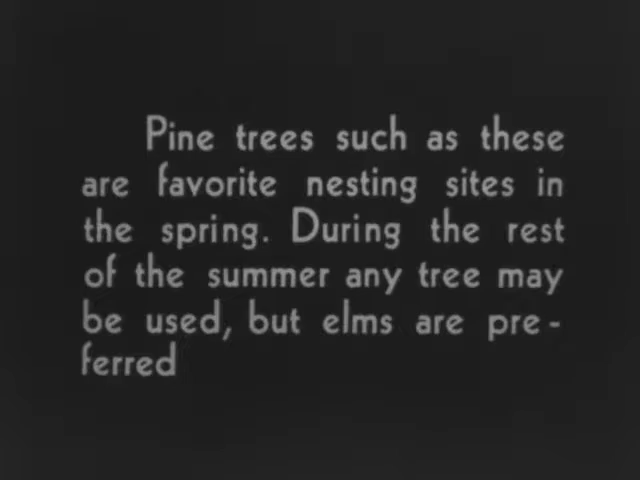 Pine trees such as these
are favorite nesting sites in
the spring. During the rest
of the summer any tree may
be used, but elms are pre-
ferred